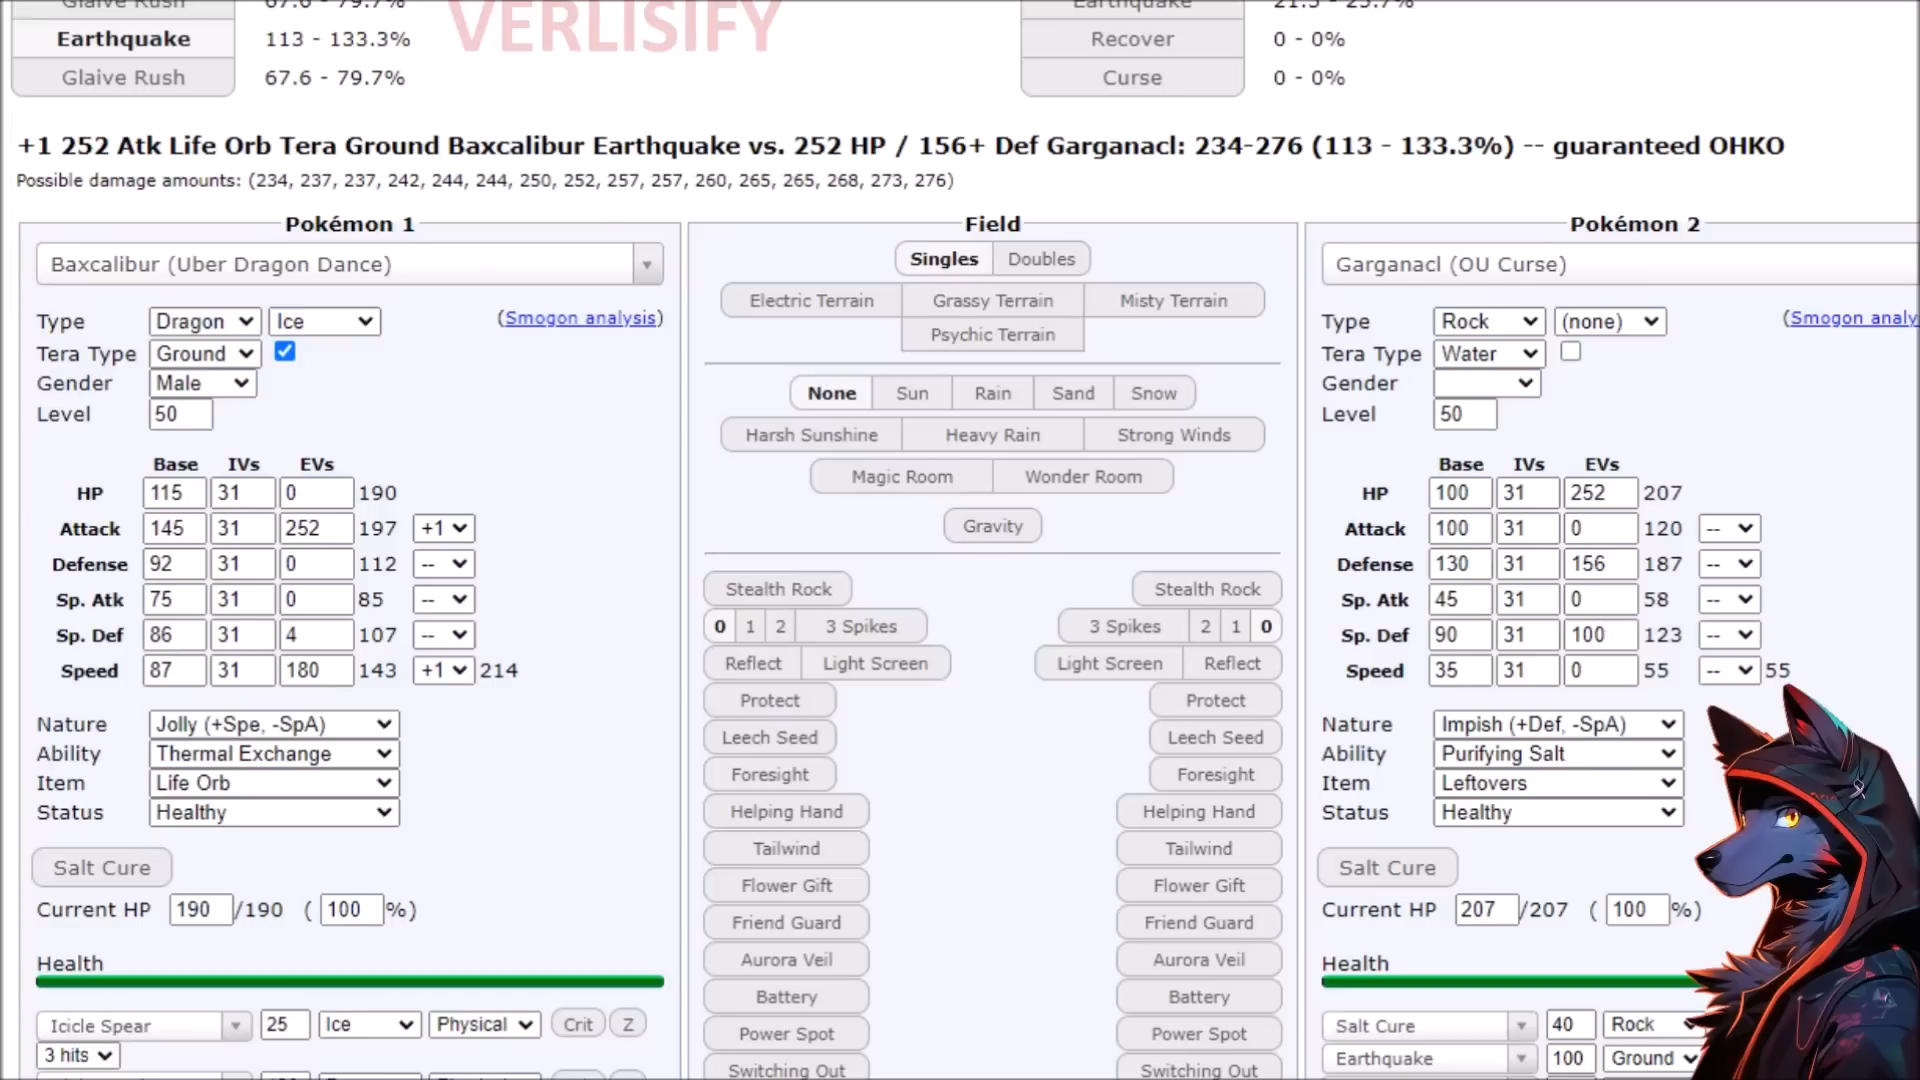 Glaive Rush 67.6 - 79.7%
VERLISIFY
Earthquake 21.5 - 25.7%
Earthquake 113 - 133.3%
Recover 0 - 0%
Glaive Rush 67.6 - 79.7%
Curse 0 - 0%
+1 252 Atk Life Orb Tera Ground Baxcalibur Earthquake vs. 252 HP / 156+ Def Garganacl: 234-276 (113 - 133.3%) -- guaranteed OHKO
Possible damage amounts: (234, 237, 237, 242, 244, 244, 250, 252, 257, 257, 260, 265, 265, 268, 273, 276)
Pokémon 1
Baxcalibur (Uber Dragon Dance)
Type Dragon Ice (Smogon analysis)
Tera Type Ground
Gender Male
Level 50
Base IVs EVs
HP 115 31 0 190
Attack 145 31 252 197 +1
Defense 92 31 0 112 --
Sp. Atk 75 31 0 85 --
Sp. Def 86 31 4 107 --
Speed 87 31 180 143 +1 214
Nature Jolly (+Spe, -SpA)
Ability Thermal Exchange
Item Life Orb
Status Healthy
Salt Cure
Current HP 190 /190 ( 100 %)
Health
Icicle Spear 25 Ice Physical Crit Z
3 hits
Field
Singles Doubles
Electric Terrain Grassy Terrain Misty Terrain
Psychic Terrain
None Sun Rain Sand Snow
Harsh Sunshine Heavy Rain Strong Winds
Magic Room Wonder Room
Gravity
Stealth Rock Stealth Rock
0 1 2 3 Spikes 3 Spikes 2 1 0
Reflect Light Screen Light Screen Reflect
Protect Protect
Leech Seed Leech Seed
Foresight Foresight
Helping Hand Helping Hand
Tailwind Tailwind
Flower Gift Flower Gift
Friend Guard Friend Guard
Aurora Veil Aurora Veil
Battery Battery
Power Spot Power Spot
Switching Out Switching Out
Pokémon 2
Garganacl (OU Curse)
Type Rock (none) (Smogon analy
Tera Type Water
Gender
Level 50
Base IVs EVs
HP 100 31 252 207
Attack 100 31 0 120 --
Defense 130 31 156 187 --
Sp. Atk 45 31 0 58 --
Sp. Def 90 31 100 123 --
Speed 35 31 0 55 -- 55
Nature Impish (+Def, -SpA)
Ability Purifying Salt
Item Leftovers
Status Healthy
Salt Cure
Current HP 207 /207 ( 100 %)
Health
Salt Cure 40 Rock
Earthquake 100 Ground